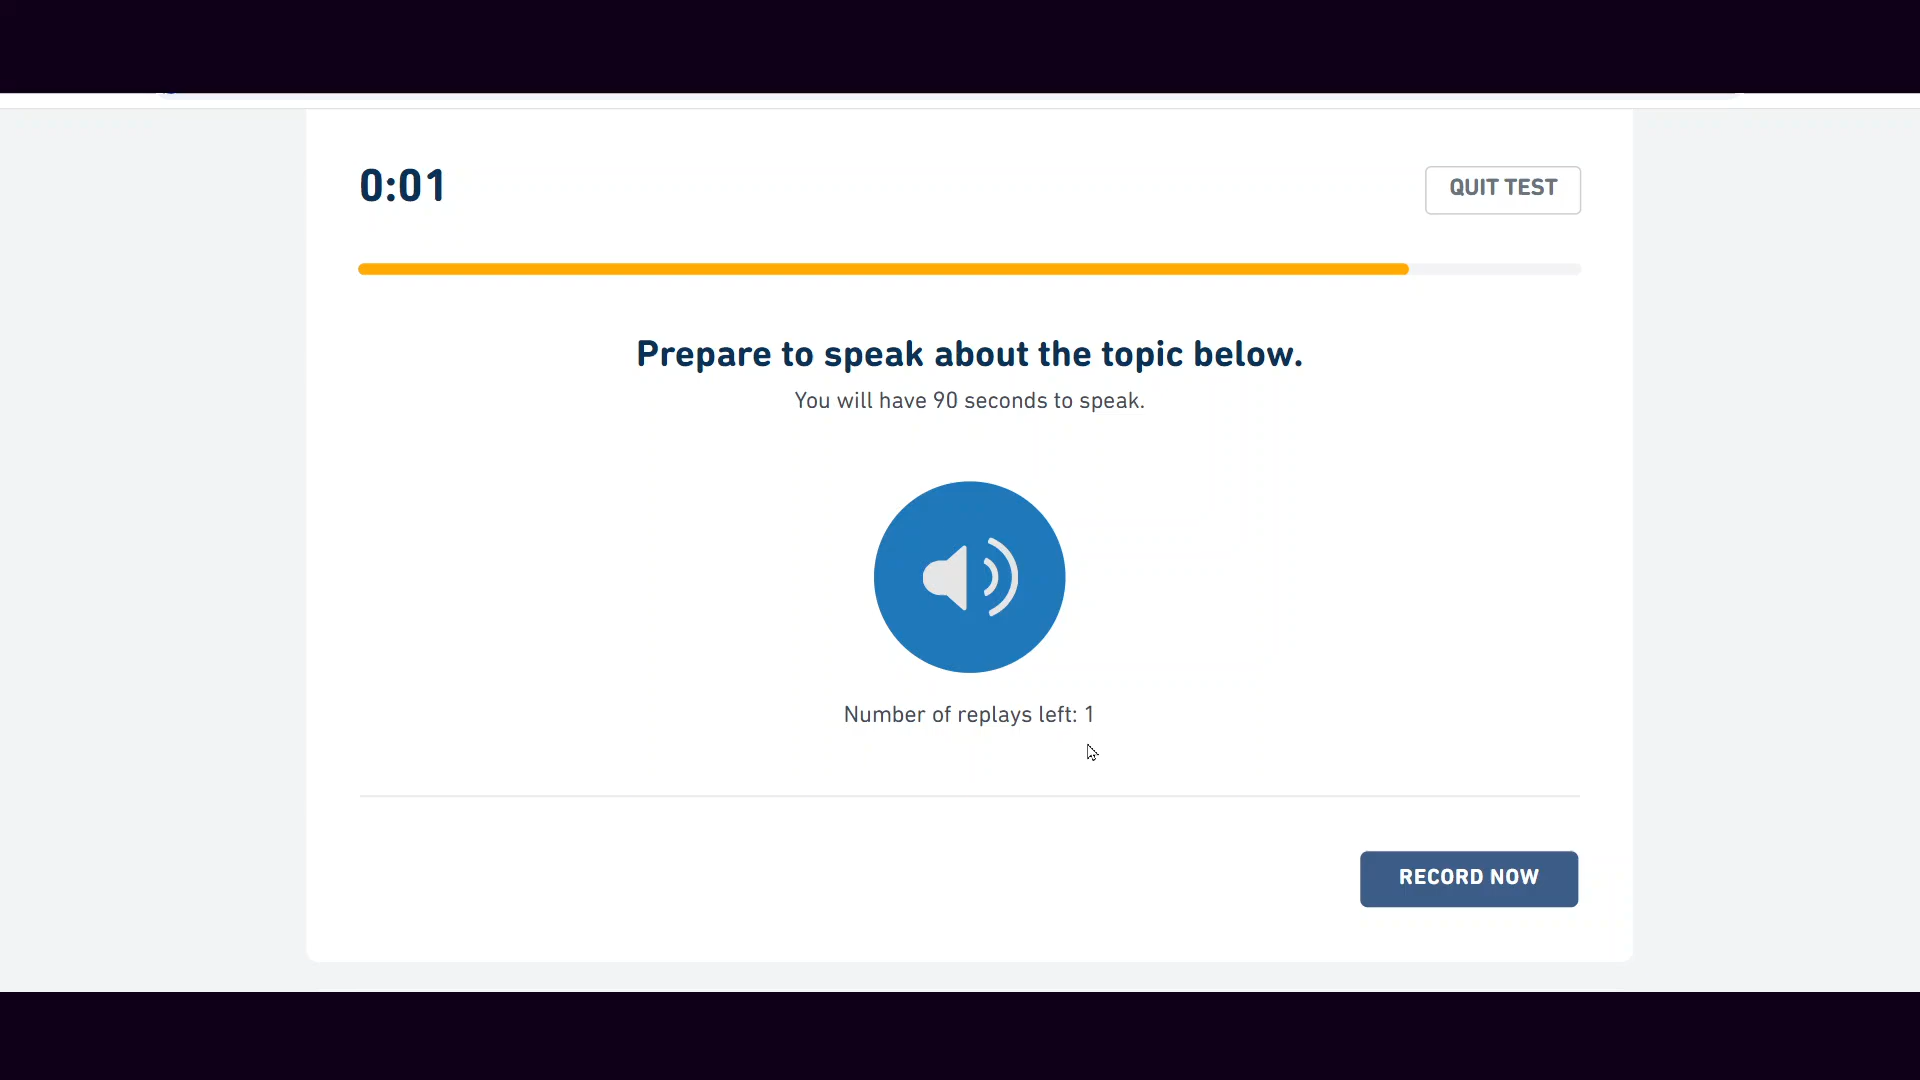 0:01
QUIT TEST
Prepare to speak about the topic below.
You will have 90 seconds to speak.
Number of replays left: 1
RECORD NOW